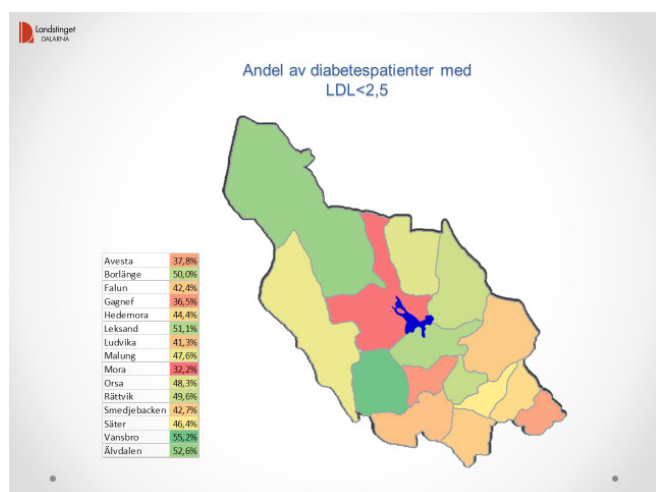 Landstinget
DALARNA
Andel av diabetespatienter med
LDL<2,5
Avesta 37,8%
Borlänge 50,0%
Falun 42,4%
Gagnef 36,5%
Hedemora 44,4%
Leksand 51,1%
Ludvika 41,3%
Malung 47,6%
Mora 32,2%
Orsa 48,3%
Rättvik 49,6%
Smedjebacken 42,7%
Säter 46,4%
Vansbro 55,2%
Älvdalen 52,6%